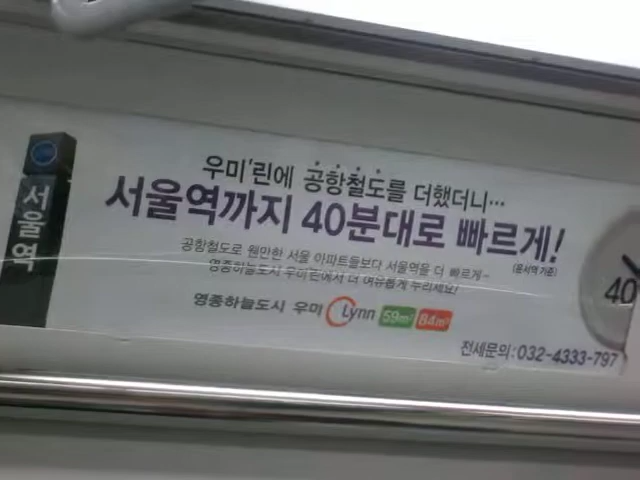 서울역
우미'린에 공항철도를 더했더니...
서울역까지 40분대로 빠르게!
(운서역 기준)
공항철도로 웬만한 서울 아파트들보다 서울역을 더 빠르게~
영종하늘도시 우미린에서 더 여유롭게 누리세요!
영종하늘도시 우미 Lynn 59m² 84m²
전세문의:032-4333-797
40